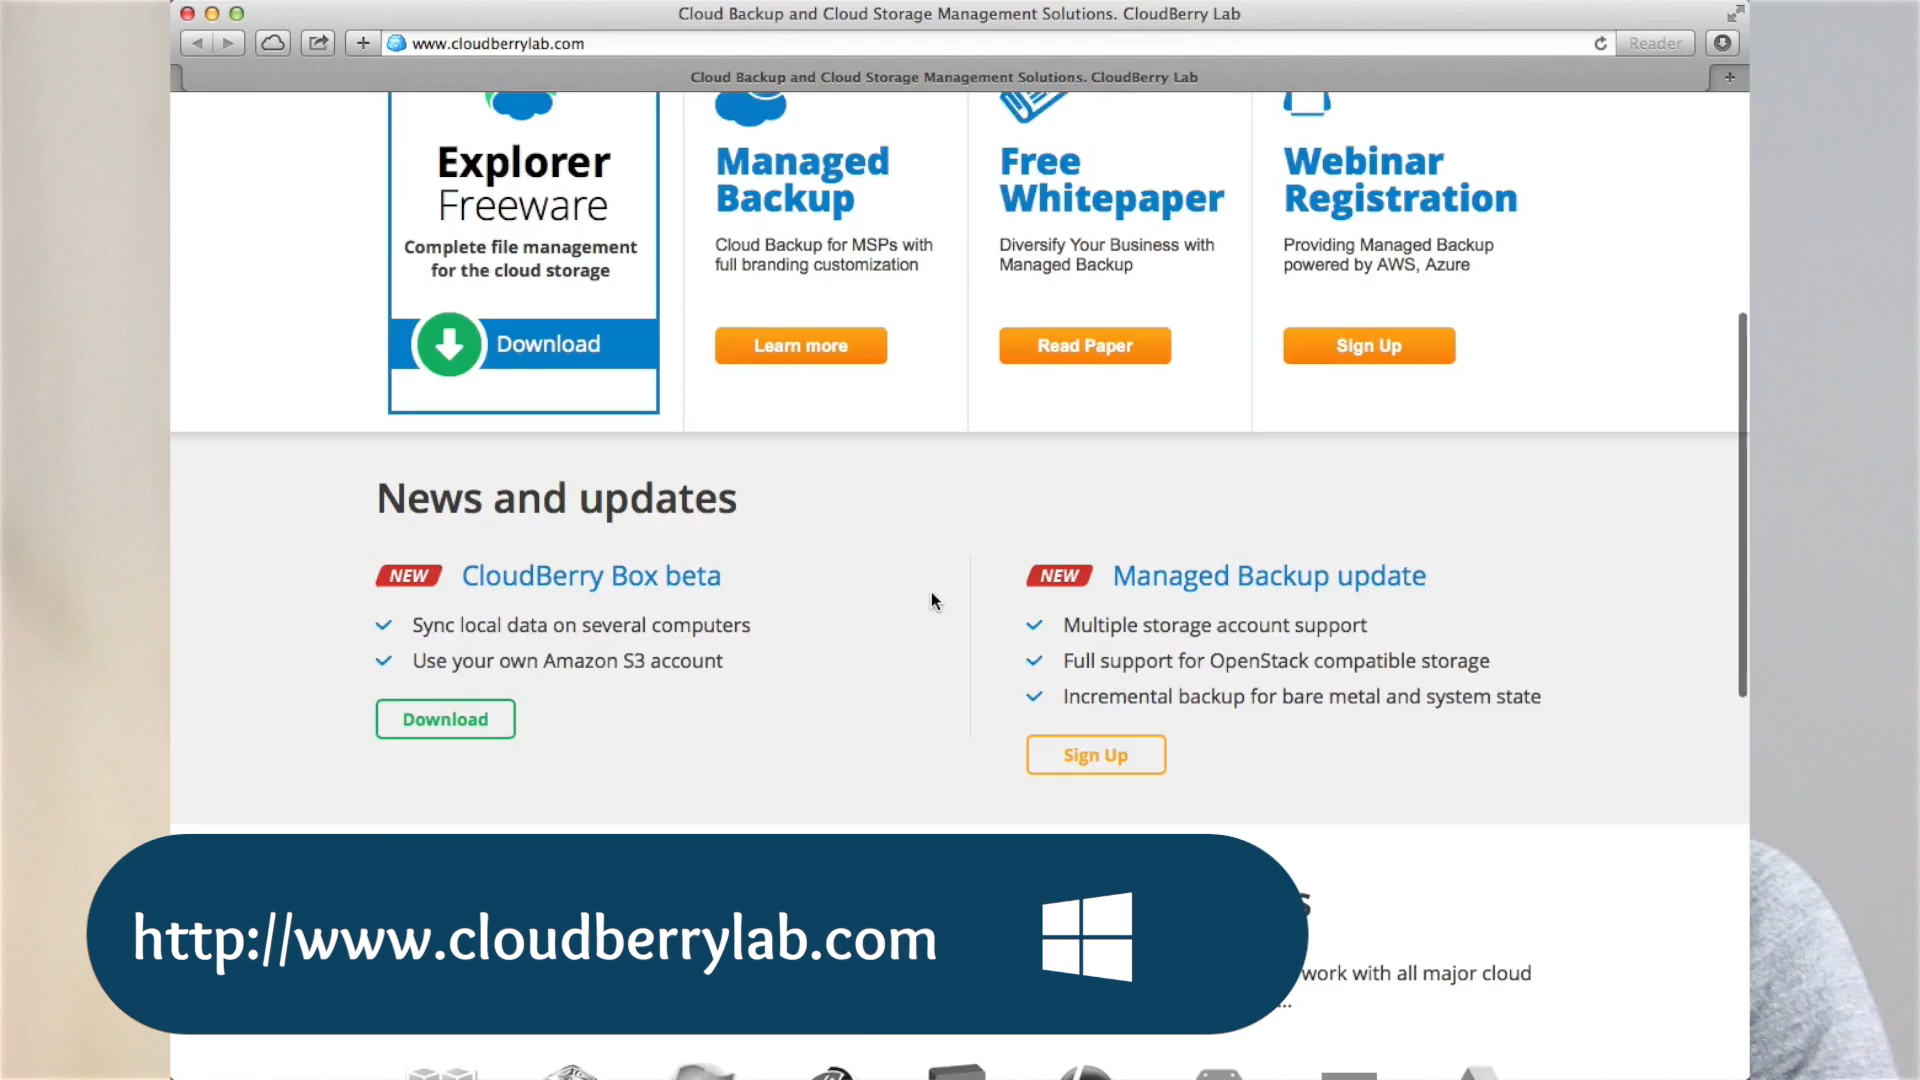 Cloud Backup and Cloud Storage Management Solutions. CloudBerry Lab
www.cloudberrylab.com
Reader
Cloud Backup and Cloud Storage Management Solutions. CloudBerry Lab
Explorer
Freeware
Complete file management
for the cloud storage
Download
Managed
Backup
Cloud Backup for MSPs with
full branding customization
Learn more
Free
Whitepaper
Diversify Your Business with
Managed Backup
Read Paper
Webinar
Registration
Providing Managed Backup
powered by AWS, Azure
Sign Up
News and updates
NEW CloudBerry Box beta
Sync local data on several computers
Use your own Amazon S3 account
Download
NEW Managed Backup update
Multiple storage account support
Full support for OpenStack compatible storage
Incremental backup for bare metal and system state
Sign Up
work with all major cloud
...
http://www.cloudberrylab.com